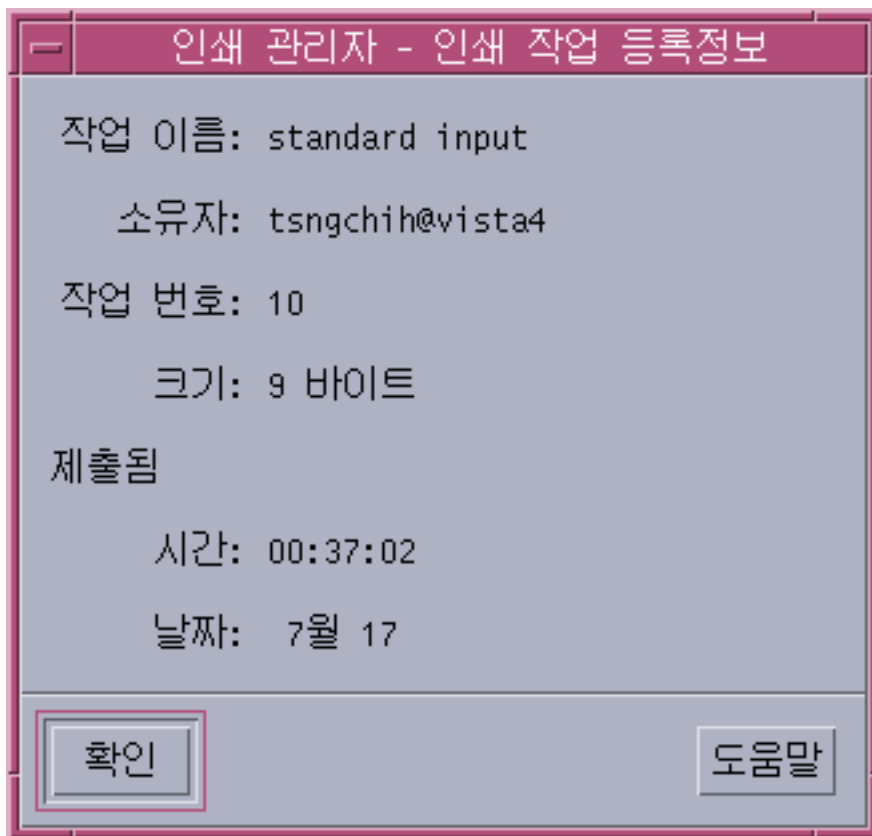 인쇄 관리자 - 인쇄 작업 등록정보
작업 이름: standard input
소유자: tsngchih@vista4
작업 번호: 10
크기: 9 바이트
제출됨
시간: 00:37:02
날짜: 7월 17
확인 도움말